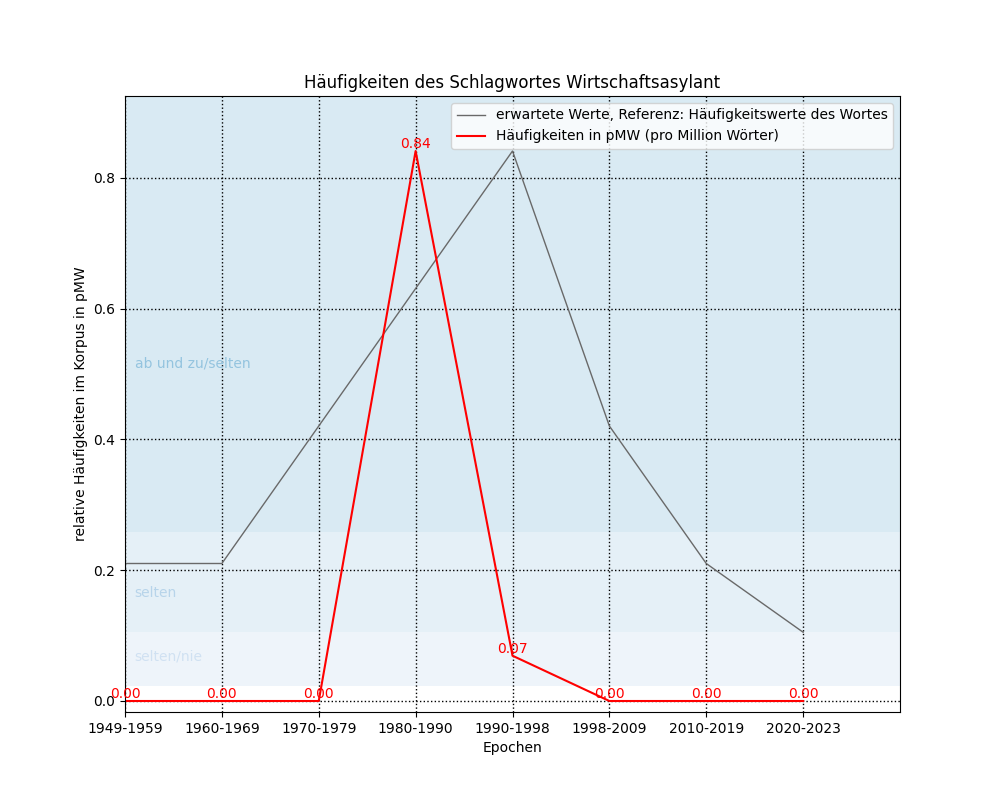 Häufigkeiten des Schlagwortes Wirtschaftsasylant
erwartete Werte, Referenz: Häufigkeitswerte des Wortes
Häufigkeiten in pMW (pro Million Wörter)
relative Häufigkeiten im Korpus in pMW
0.8
0.6
0.4
0.2
0.0
ab und zu/selten
selten
selten/nie
0.00
0.00
0.00
0.84
0.07
0.00
0.00
0.00
1949-1959
1960-1969
1970-1979
1980-1990
1990-1998
1998-2009
2010-2019
2020-2023
Epochen